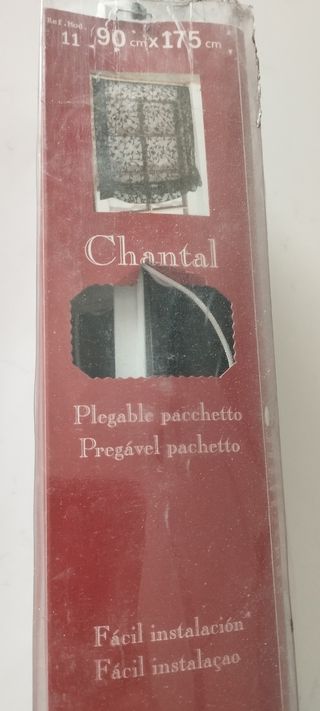 Ref.Mod.
11 90 cm x 175 cm
Chantal
Plegable pacchetto
Pregável pachetto
Fácil instalación
Fácil instalaçao